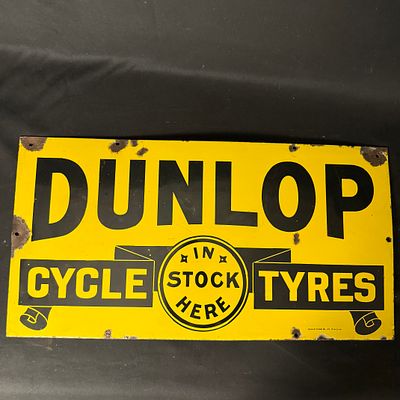 DUNLOP
CYCLE
IN
STOCK
HERE
TYRES